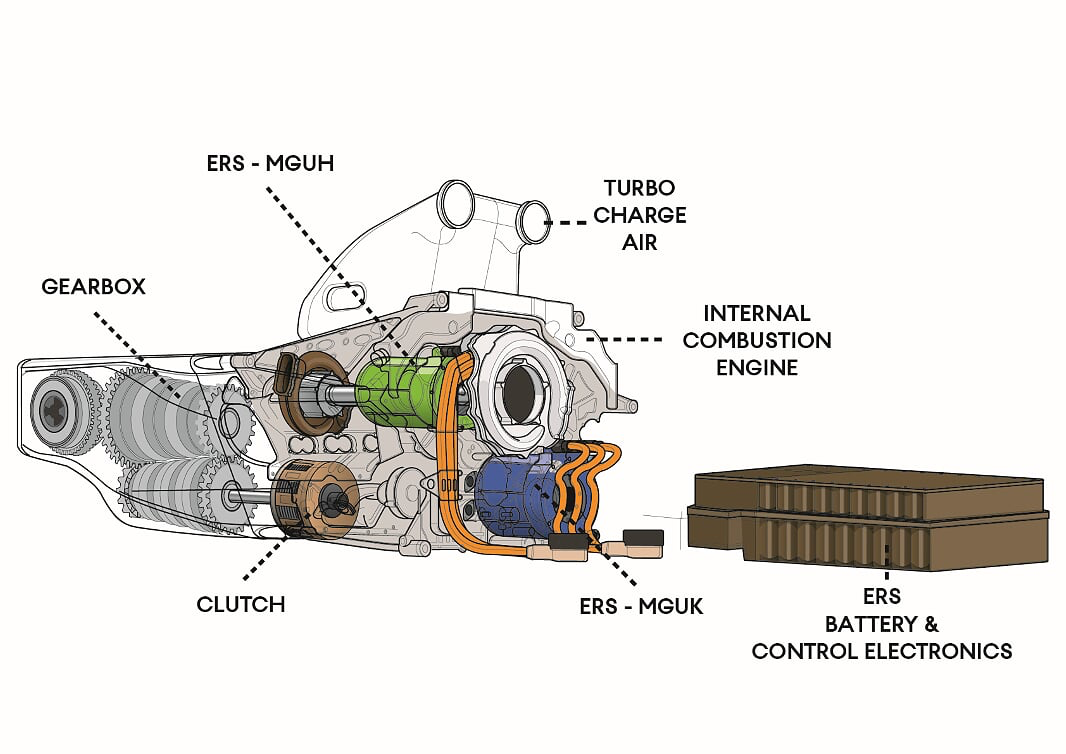 ERS - MGUH
TURBO
CHARGE
AIR
GEARBOX
INTERNAL
COMBUSTION
ENGINE
CLUTCH
ERS - MGUK
ERS
BATTERY &
CONTROL ELECTRONICS